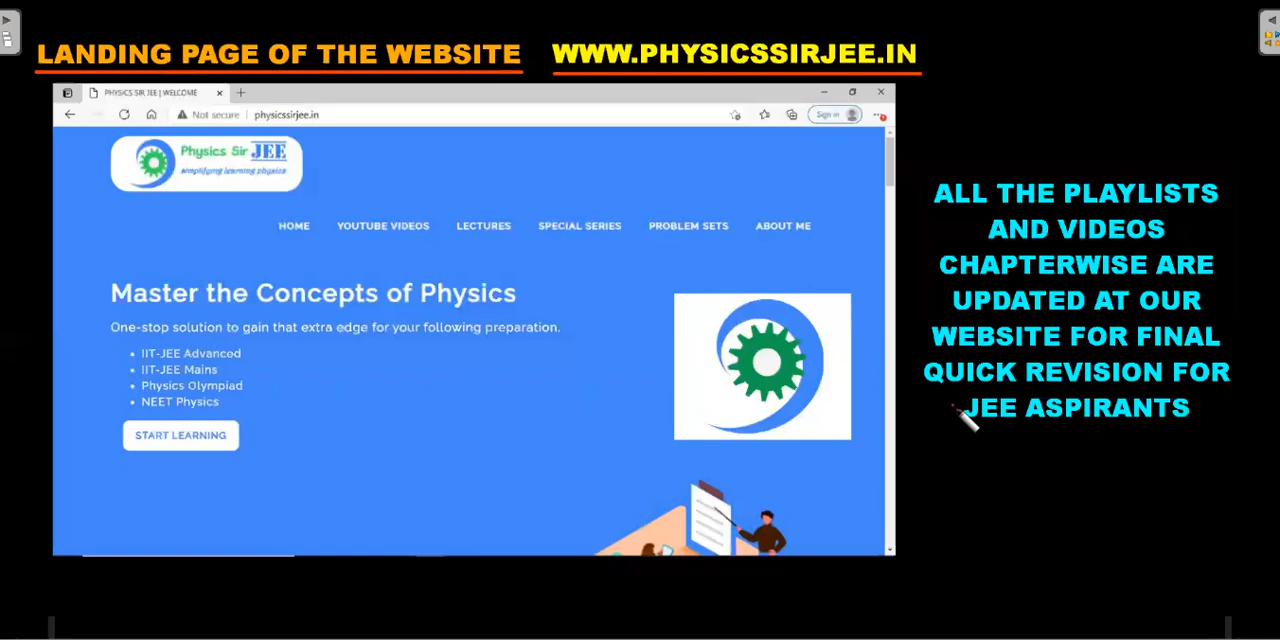 LANDING PAGE OF THE WEBSITE WWW.PHYSICSSIRJEE.IN
PHYSICS SIR JEE | WELCOME
Not secure physicssirjee.in Sign in
Physics Sir JEE
simplifying learning physics
HOME YOUTUBE VIDEOS LECTURES SPECIAL SERIES PROBLEM SETS ABOUT ME
Master the Concepts of Physics
One-stop solution to gain that extra edge for your following preparation.
IIT-JEE Advanced
IIT-JEE Mains
Physics Olympiad
NEET Physics
START LEARNING
ALL THE PLAYLISTS
AND VIDEOS
CHAPTERWISE ARE
UPDATED AT OUR
WEBSITE FOR FINAL
QUICK REVISION FOR
JEE ASPIRANTS